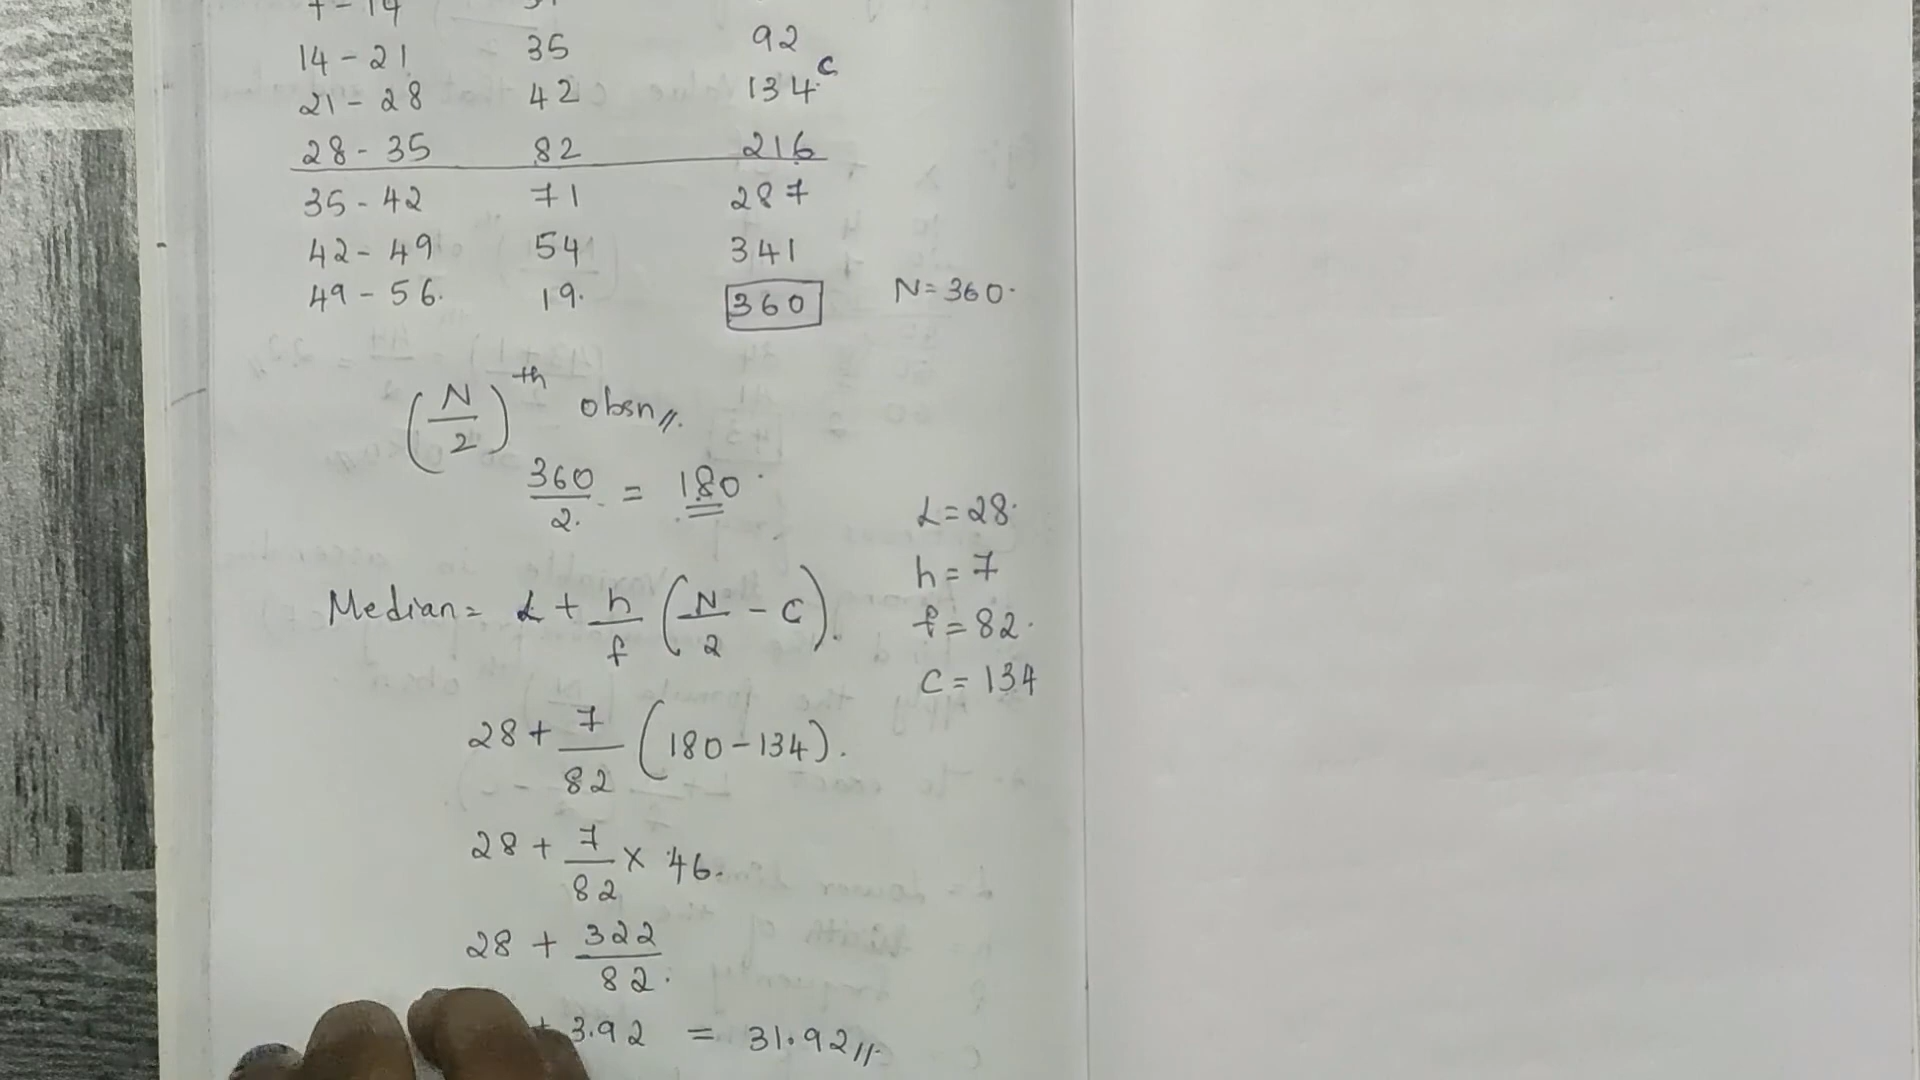 7 - 14
14 - 21 35 92
21 - 28 42 134 C
28 - 35 82 216
35 - 42 71 287
42 - 49 54 341
49 - 56. 19. 360 N = 360.
(N/2)th obsn//.
360/2. = 180.
L = 28.
h = 7
Median = L + h/f (N/2 - C).
f = 82.
C = 134
28 + 7/82 (180 - 134).
28 + 7/82 × 46.
28 + 322/82.
+ 3.92 = 31.92//.